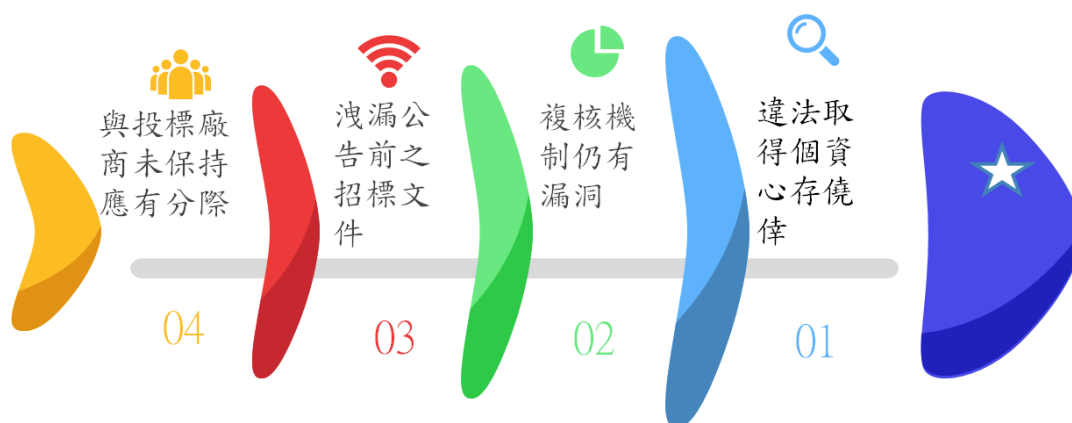 與投標廠
商未保持
應有分際
04
洩漏公
告前之
招標文
件
03
複核機
制仍有
漏洞
02
違法取
得個資
心存僥
倖
01